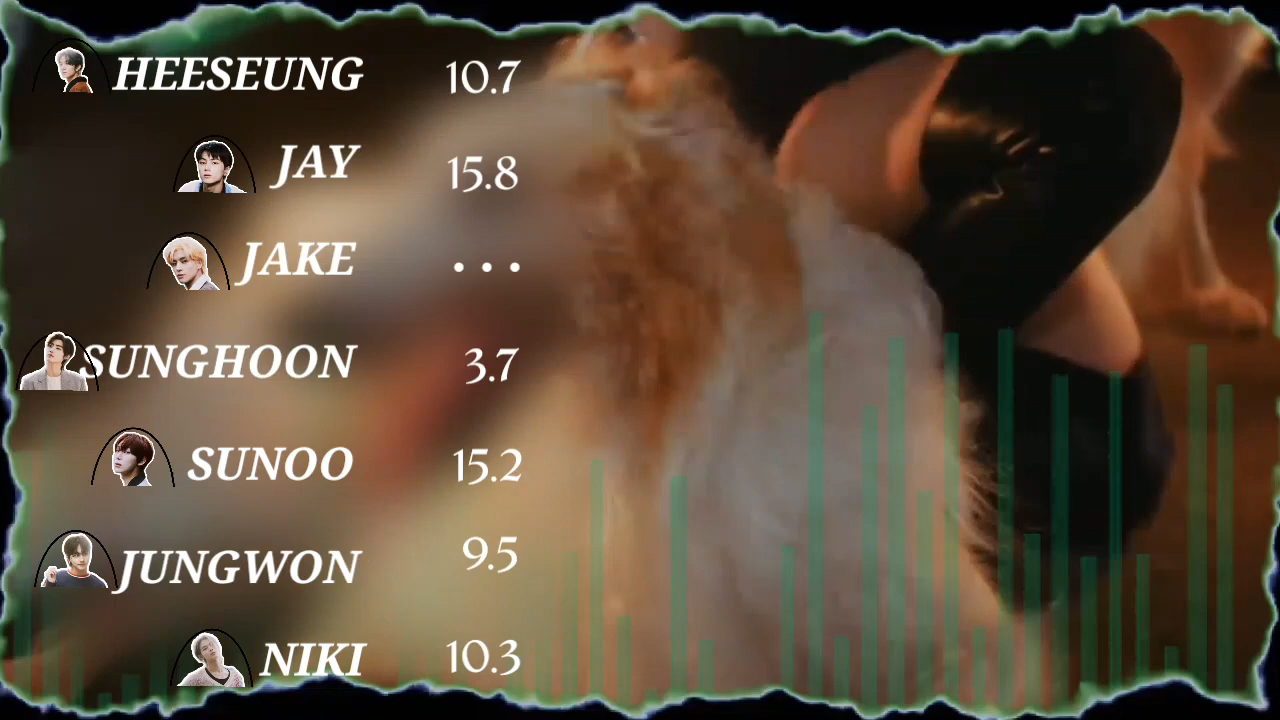 HEESEUNG 10.7
JAY 15.8
JAKE ...
SUNGHOON 3.7
SUNOO 15.2
JUNGWON 9.5
NIKI 10.3